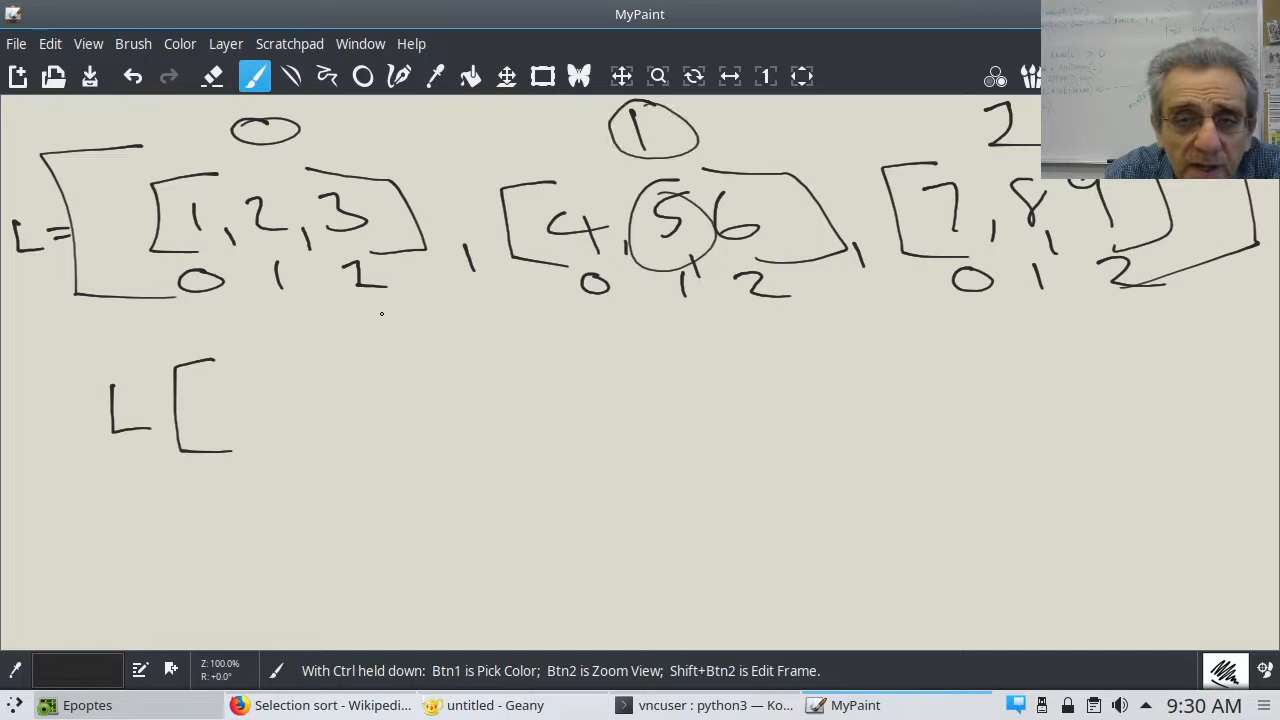 MyPaint
File Edit View Brush Color Layer Scratchpad Window Help
0 1 2
L= [ [1, 2, 3] , [4, 5, 6] , [7, 8, 9] ]
0 1 2 0 1 2 0 1 2
L [
Z: 100.0%
R: +0.0°
With Ctrl held down: Btn1 is Pick Color; Btn2 is Zoom View; Shift+Btn2 is Edit Frame.
Epoptes Selection sort - Wikipedi... untitled - Geany vncuser : python3 — Ko... MyPaint 9:30 AM